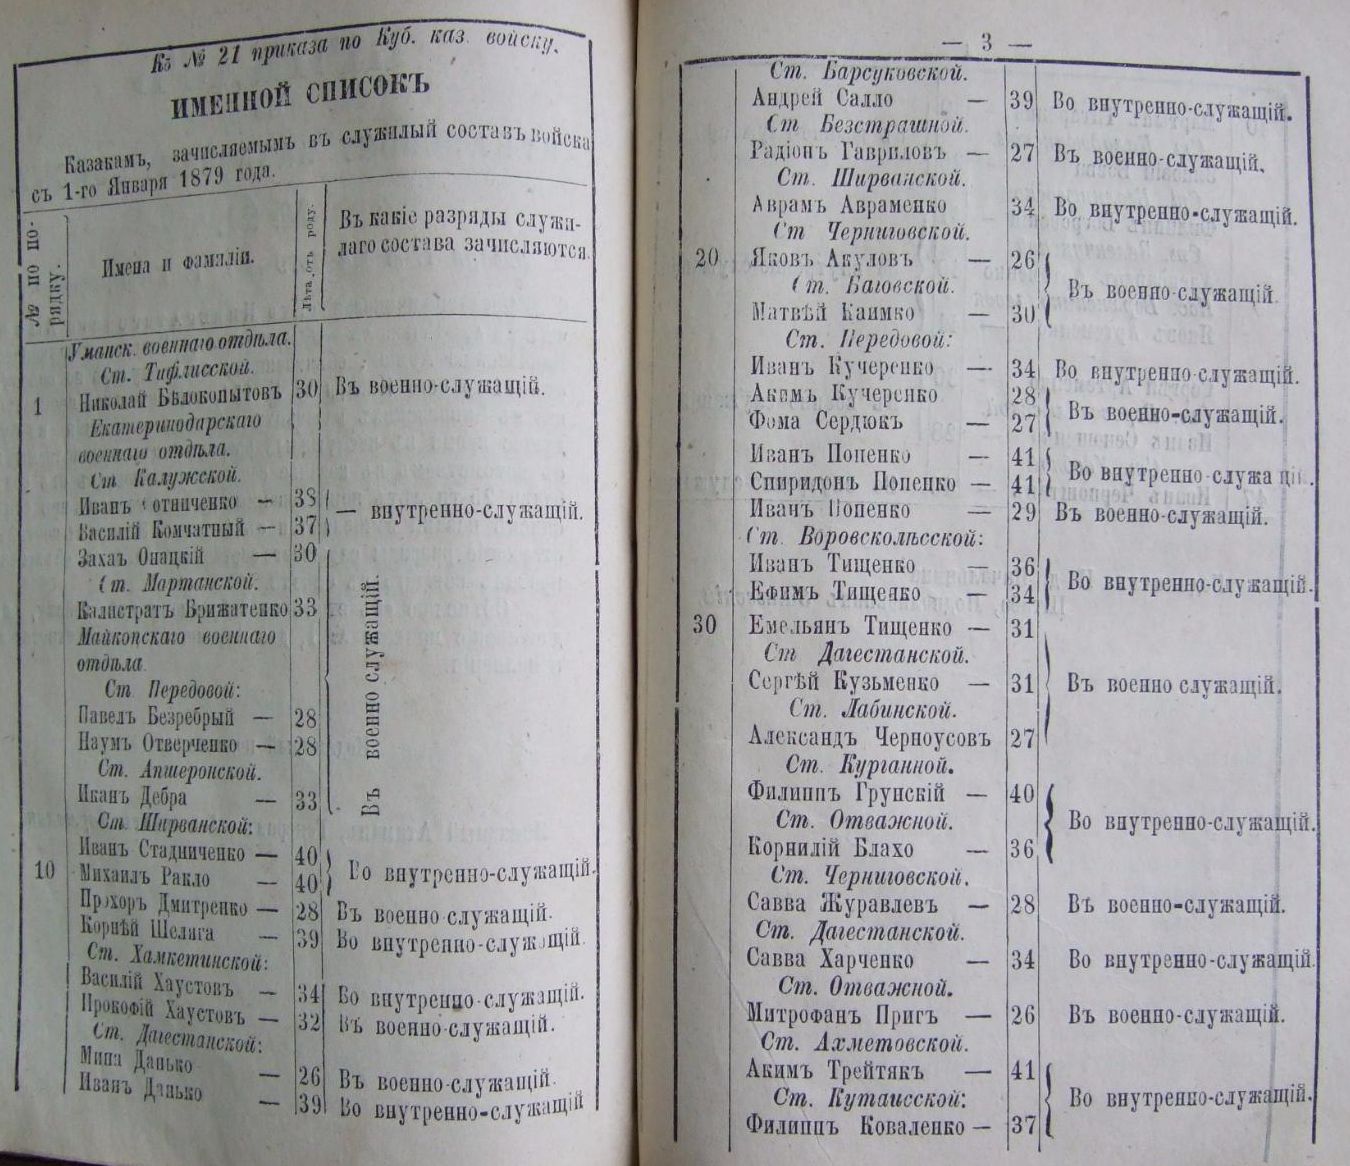 Къ № 21 приказа по Куб. каз. войску.
ИМЕННОЙ СПИСОКЪ
Казакамъ, зачисляемымъ въ служилый составъ войска
съ 1-го Января 1879 года.
№ по по-
рядку.
Имена и фамиліи.
Лѣта отъ роду.
Въ какіе разряды служи-
лаго состава зачисляются.
Уманск. военнаго отдѣла.
Ст. Тифлисской.
1 Николай Бѣлокопытовъ 30 Въ военно-служащій.
Екатеринодарскаго
военнаго отдѣла.
Ст Калужской.
Иванъ отниченко — 38
— внутренно-служащій.
Василій Комчатный — 37
Захаъ Опацкій — 30
Ст. Мартанской.
Калистратъ Брижатенко 33
Майкопскаго военнаго
отдѣла
Въ военно служащій.
Ст Передовой:
Павелъ Безребрый — 28
Наумъ Отверченко — 28
Ст. Апшеронской.
Иванъ Дебра — 33
Ст Ширванской:
Иванъ Стадниченко — 40
10 Михаилъ Ракло — 40 Во внутренно-служащій.
Прохоръ Дмитренко — 28 Въ военно служащій.
Корнѣй Шелига — 39 Во внутренно-служащій.
Ст. Хамкетинской:
Василій Хаустовъ — 34 Во внутренно-служащій.
Прокофій Хаустовъ — 32 Въ военно-служащій.
Ст. Дагестанской:
Мина Данько — 26 Въ военно-служащій.
Иванъ Данько — 39 Во внутренно-служащій
— 3 —
Ст. Барсуковской.
Андрей Салло — 39 Во внутренно-служащій.
Ст Безстрашной.
Радіонъ Гавриловъ — 27 Въ военно-служащій.
Ст. Ширванской.
Аврамъ Авраменко 34 Во внутренно-служащій.
Ст Черниговской.
20 Яковъ Акуловъ — 26
Ст. Баговской. Въ военно-служащій.
Матвѣй Каимко — 30
Ст. Передовой:
Иванъ Кучеренко — 34 Во внутренно-служащій.
Акимъ Кучеренко 28
Въ военно-служащій.
Фома Сердюкъ — 27
Иванъ Попенко — 41
Во внутренно-служа щій.
Спиридонъ Попенко — 41
Иванъ Попенко — 29 Въ военно-служащій.
Ст. Воровсколѣсской:
Иванъ Тищенко — 36
Во внутренно-служащій.
Ефимъ Тищенко — 34
30 Емельянъ Тищенко — 31
Ст Дагестанской.
Сергѣй Кузьменко — 31 Въ военно служащій.
Ст. Лабинской.
Александъ Черноусовъ 27
Ст. Курганной.
Филиппъ Грунскій — 40
Ст. Отважной. Во внутренно-служащій.
Корнилій Блахо — 36
Ст. Черниговской.
Савва Журавлевъ — 28 Въ военно-служащій.
Ст. Дагестанской.
Савва Харченко — 34 Во внутренно-служащій.
Ст. Отважной.
Митрофанъ Пригъ — 26 Въ военно-служащій.
Ст. Ахметовской.
Акимъ Трейтякъ — 41
Ст. Кутаисской: Во внутренно-служащій.
Филиппъ Коваленко — 37